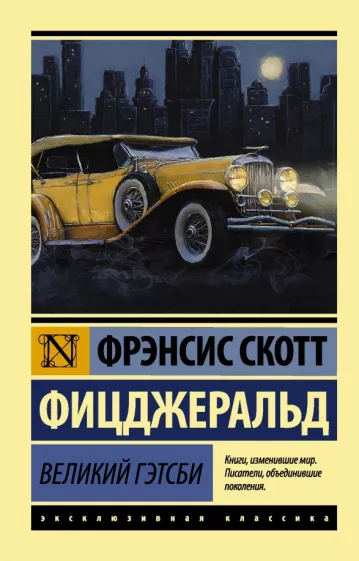 N ФРЭНСИС СКОТТ
ФИЦДЖЕРАЛЬД
ВЕЛИКИЙ ГЭТСБИ
Книги, изменившие мир.
Писатели, объединившие
поколения.
эксклюзивная классика